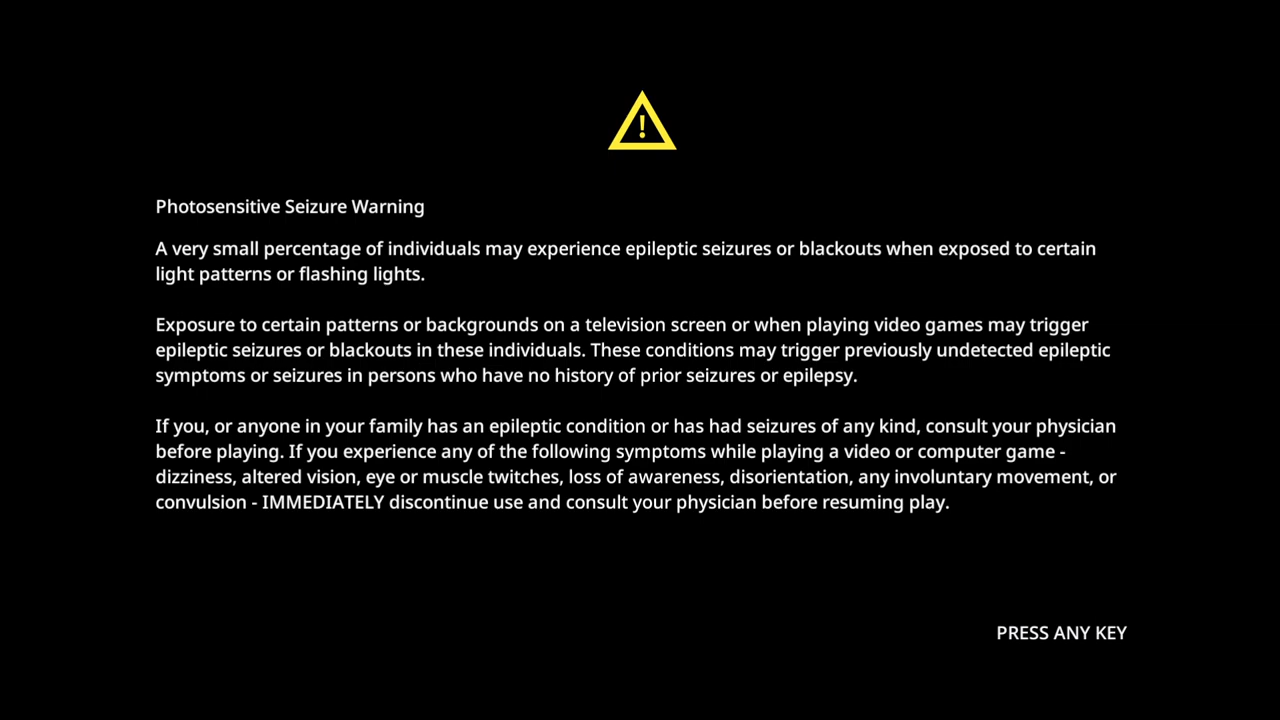 !
Photosensitive Seizure Warning
A very small percentage of individuals may experience epileptic seizures or blackouts when exposed to certain
light patterns or flashing lights.
Exposure to certain patterns or backgrounds on a television screen or when playing video games may trigger
epileptic seizures or blackouts in these individuals. These conditions may trigger previously undetected epileptic
symptoms or seizures in persons who have no history of prior seizures or epilepsy.
If you, or anyone in your family has an epileptic condition or has had seizures of any kind, consult your physician
before playing. If you experience any of the following symptoms while playing a video or computer game -
dizziness, altered vision, eye or muscle twitches, loss of awareness, disorientation, any involuntary movement, or
convulsion - IMMEDIATELY discontinue use and consult your physician before resuming play.
PRESS ANY KEY